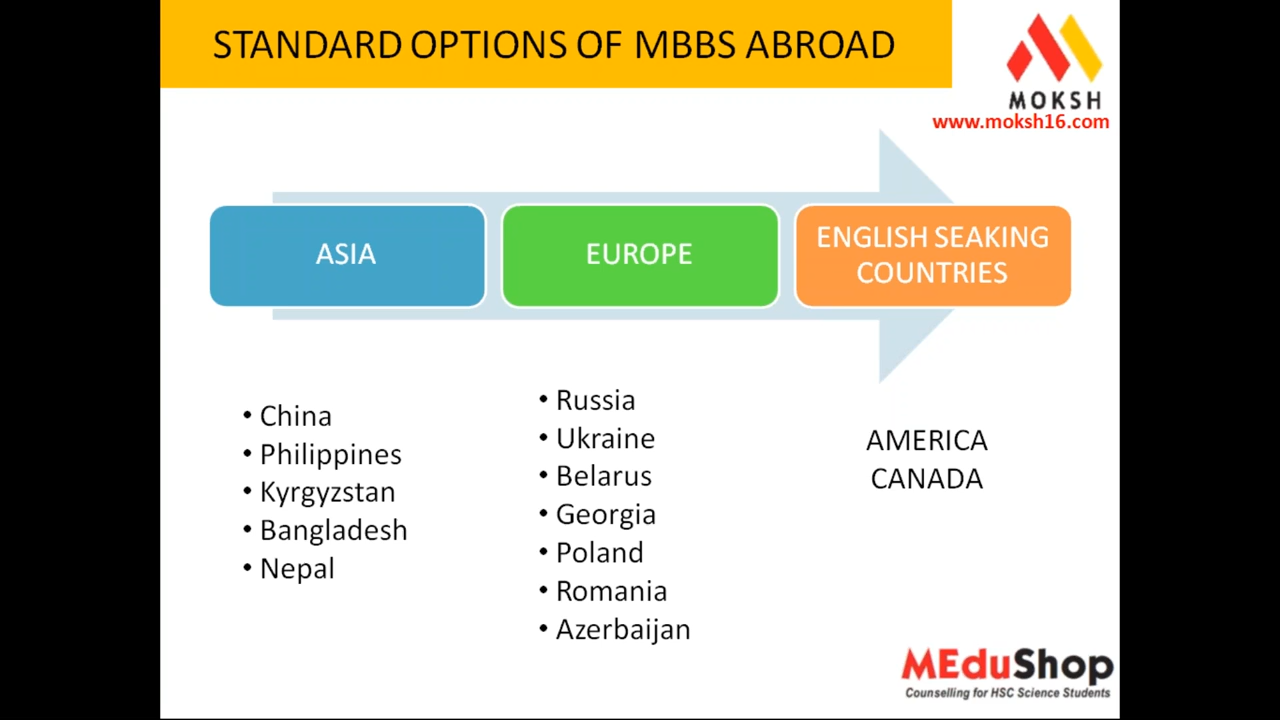 STANDARD OPTIONS OF MBBS ABROAD
MOKSH
www.moksh16.com
ASIA
EUROPE
ENGLISH SEAKING
COUNTRIES
• China
• Philippines
• Kyrgyzstan
• Bangladesh
• Nepal
• Russia
• Ukraine
• Belarus
• Georgia
• Poland
• Romania
• Azerbaijan
AMERICA
CANADA
MEduShop
Counselling for HSC Science Students